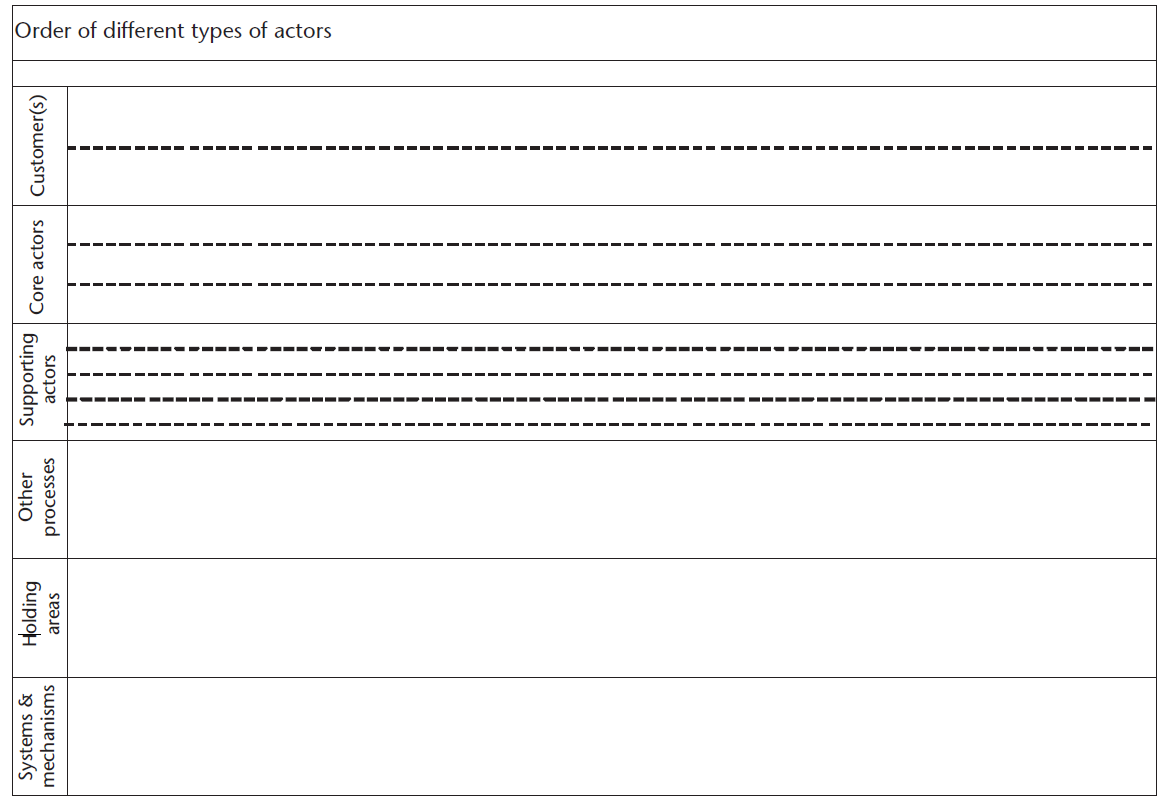 Order of different types of actors
Customer(s)
Core actors
Supporting
actors
Other
processes
Holding
areas
Systems &
mechanisms